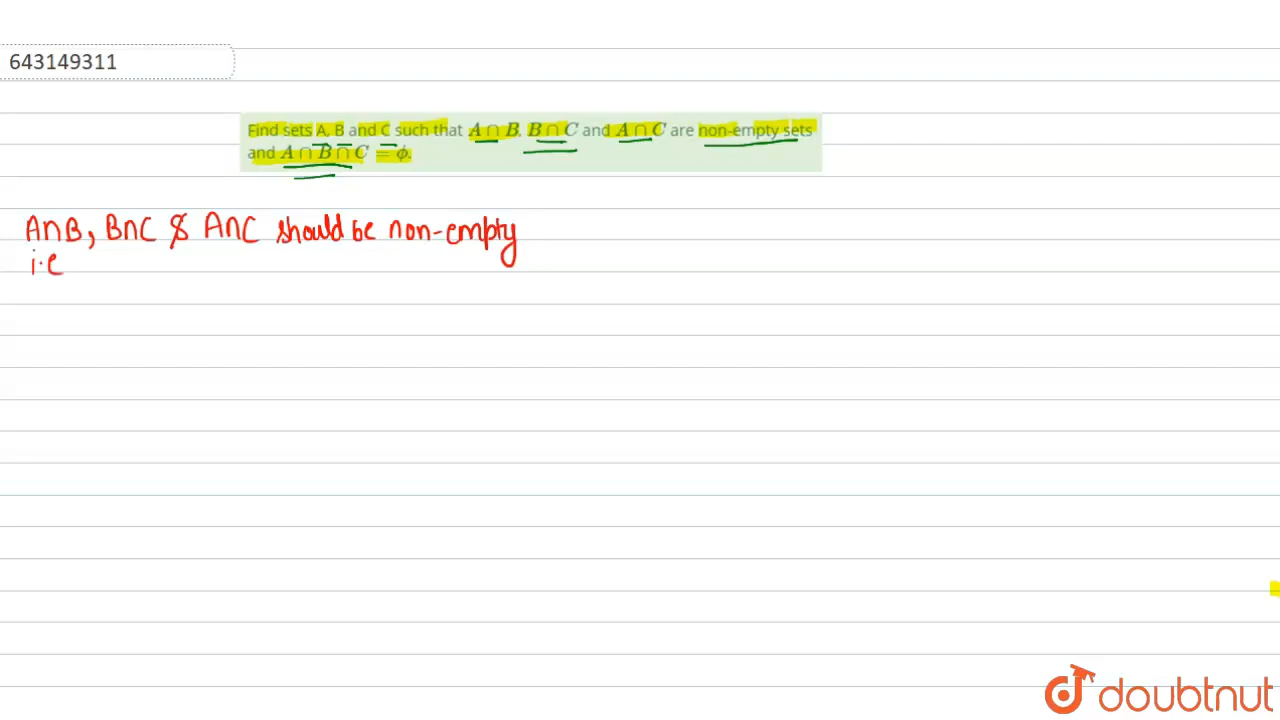 643149311
Find sets A, B and C such that A ∩ B, B ∩ C and A ∩ C are non-empty sets
and A ∩ B ∩ C = ϕ.
A∩B, B∩C & A∩C should be non-empty
i.e
doubtnut